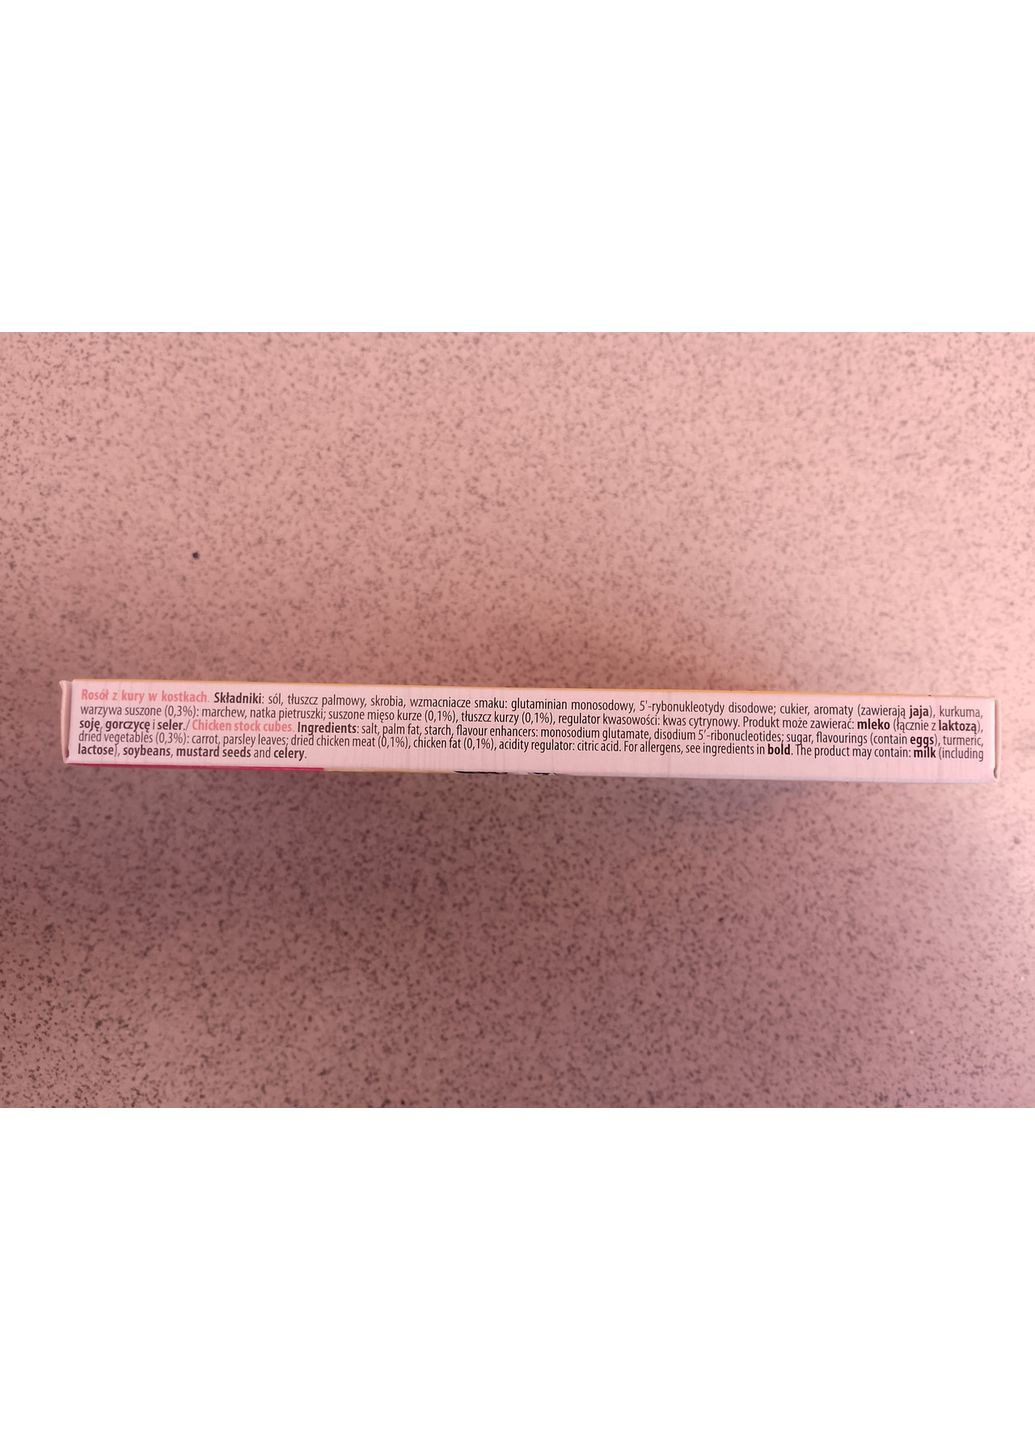 Rosół z kury w kostkach. Składniki: sól, tłuszcz palmowy, skrobia, wzmacniacze smaku: glutaminian monosodowy, 5'-rybonukleotydy disodowe; cukier, aromaty (zawierają jaja), kurkuma,
warzywa suszone (0,3%): marchew, natka pietruszki; suszone mięso kurze (0,1%), tłuszcz kurzy (0,1%), regulator kwasowości: kwas cytrynowy. Produkt może zawierać: mleko (łącznie z laktozą),
soję, gorczycę i seler./ Chicken stock cubes. Ingredients: salt, palm fat, starch, flavour enhancers: monosodium glutamate, disodium 5'-ribonucleotides; sugar, flavourings (contain eggs), turmeric,
dried vegetables (0,3%): carrot, parsley leaves; dried chicken meat (0,1%), chicken fat (0,1%), acidity regulator: citric acid. For allergens, see ingredients in bold. The product may contain: milk (including
lactose), soybeans, mustard seeds and celery.